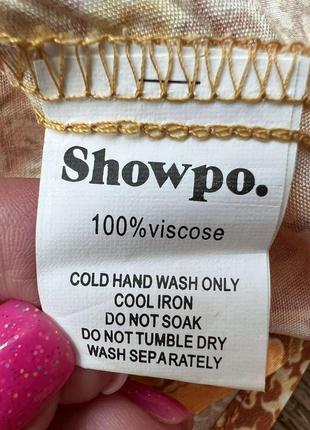 Showpo.
100%viscose
COLD HAND WASH ONLY
COOL IRON
DO NOT SOAK
DO NOT TUMBLE DRY
WASH SEPARATELY